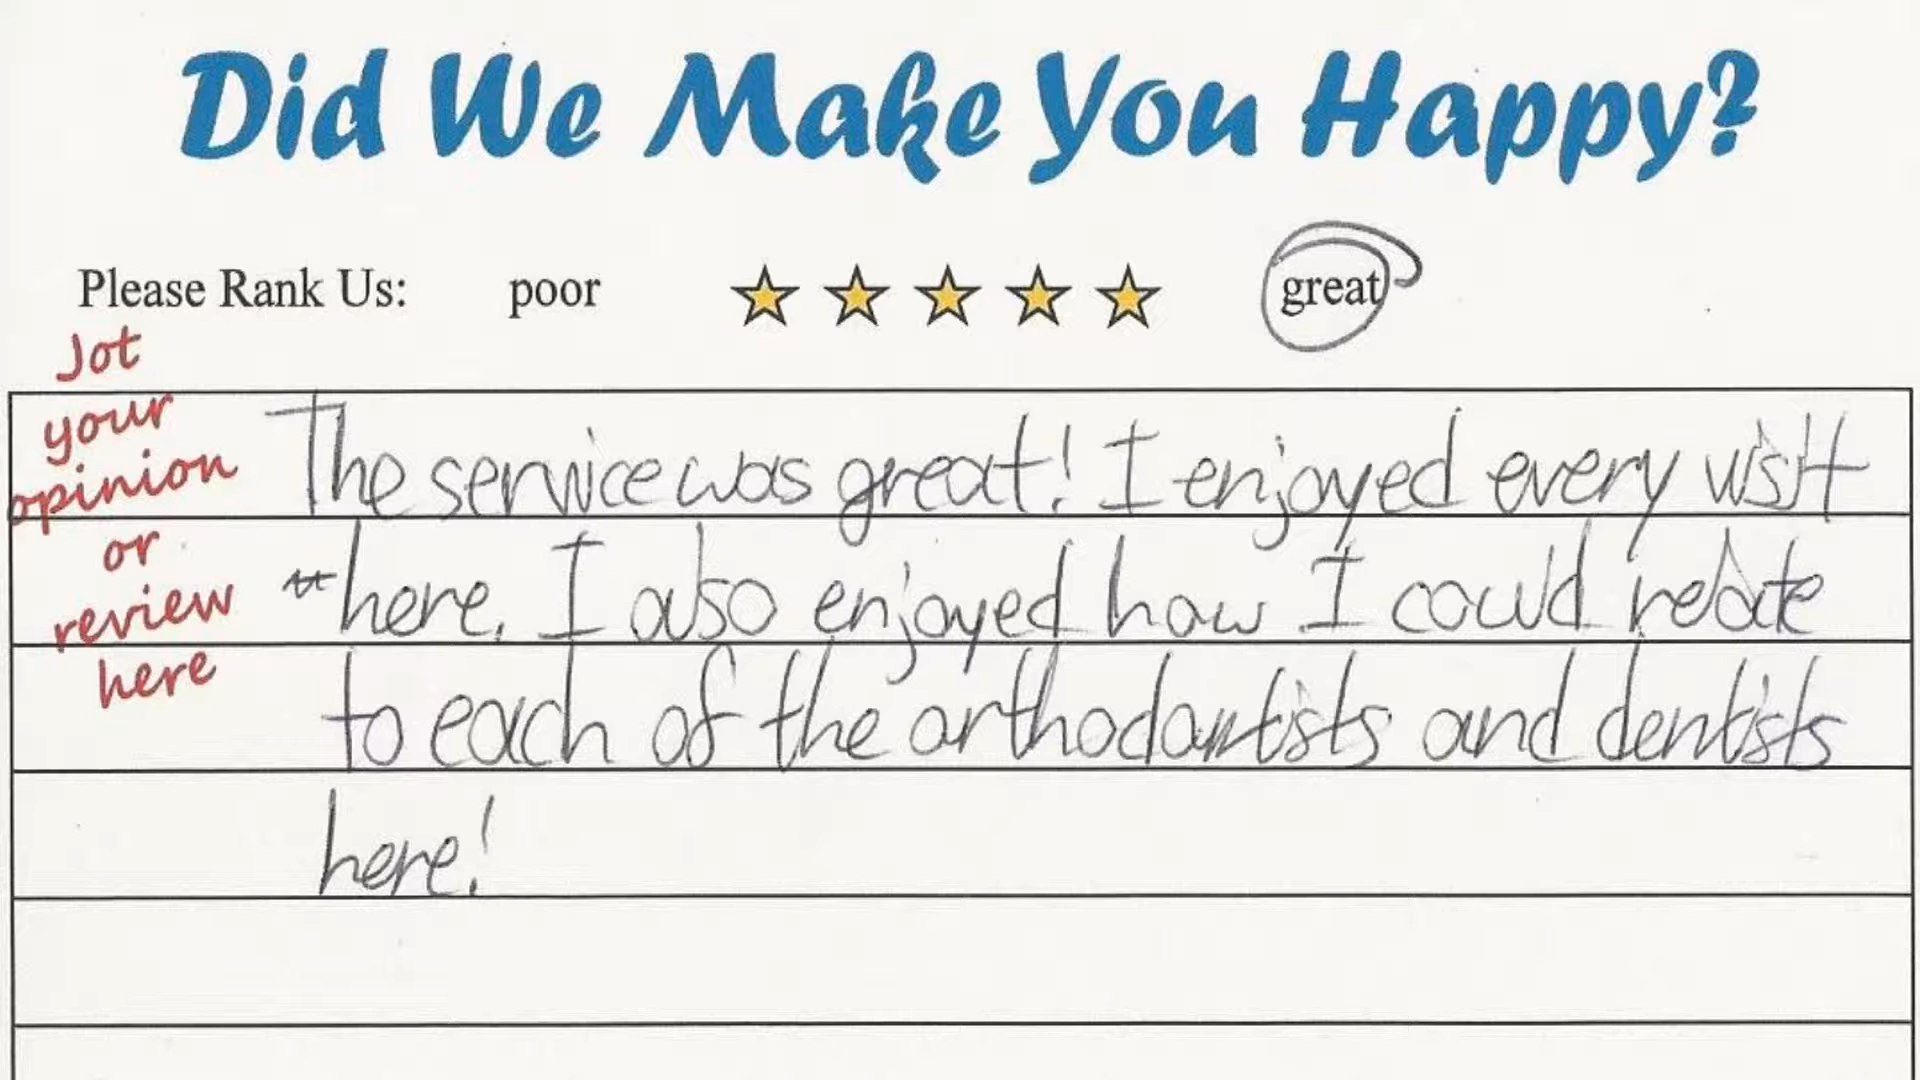 Did We Make You Happy?
Please Rank Us: poor great
Jot
your
opinion
or
review
here
The service was great! I enjoyed every visit
here. I also enjoyed how I could relate
to each of the orthodontists and dentists
here!